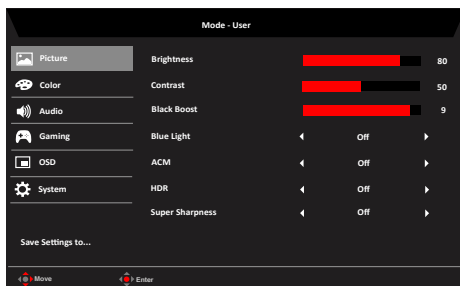 Mode - User
Picture
Brightness 80
Color
Contrast 50
Audio
Black Boost 9
Gaming
Blue Light Off
OSD
ACM Off
System
HDR Off
Super Sharpness Off
Save Settings to...
Move Enter